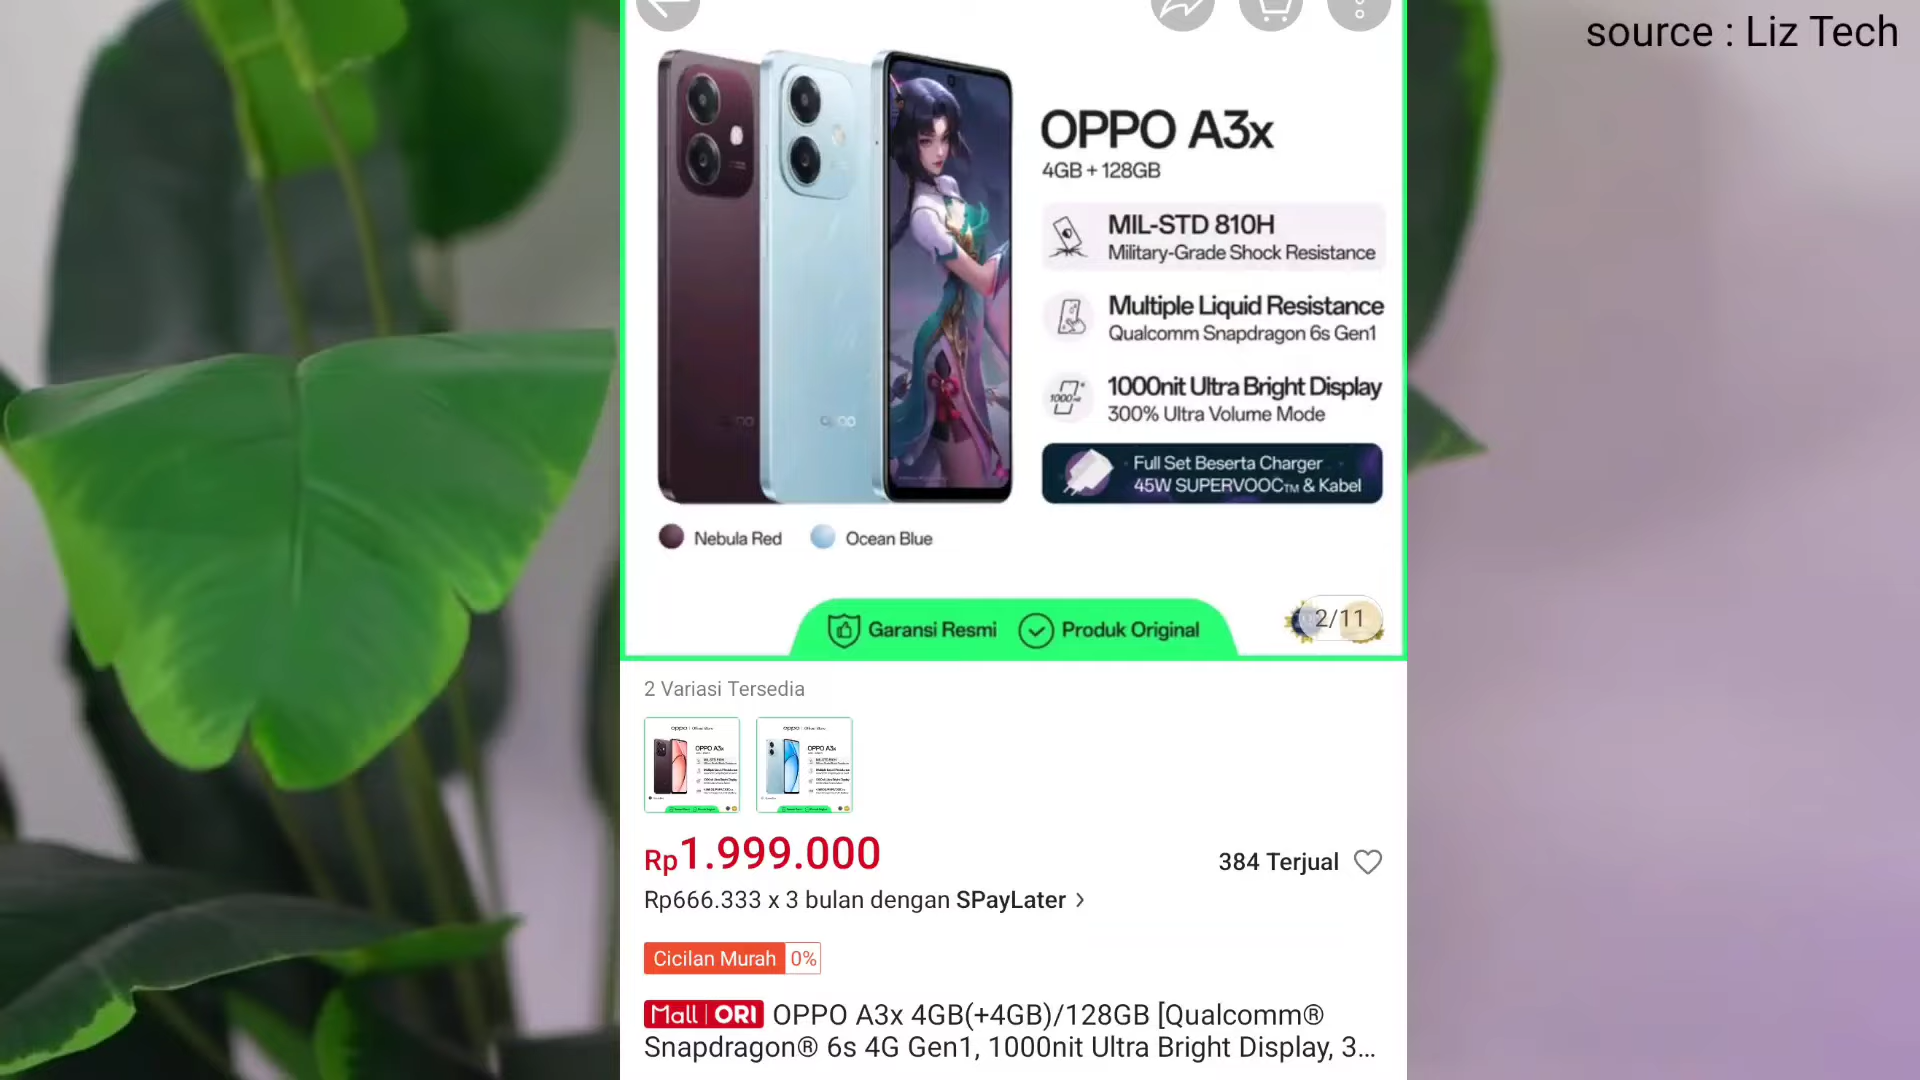 source : Liz Tech
OPPO A3x
4GB + 128GB
MIL-STD 810H
Military-Grade Shock Resistance
Multiple Liquid Resistance
Qualcomm Snapdragon 6s Gen1
1000nit Ultra Bright Display
300% Ultra Volume Mode
Full Set Beserta Charger
45W SUPERVOOC™ & Kabel
Nebula Red
Ocean Blue
Garansi Resmi
Produk Original
2/11
2 Variasi Tersedia
OPPO A3x
OPPO A3x
Rp1.999.000
384 Terjual
Rp666.333 x 3 bulan dengan SPayLater >
Cicilan Murah 0%
Mall | ORI OPPO A3x 4GB(+4GB)/128GB [Qualcomm®
Snapdragon® 6s 4G Gen1, 1000nit Ultra Bright Display, 3...